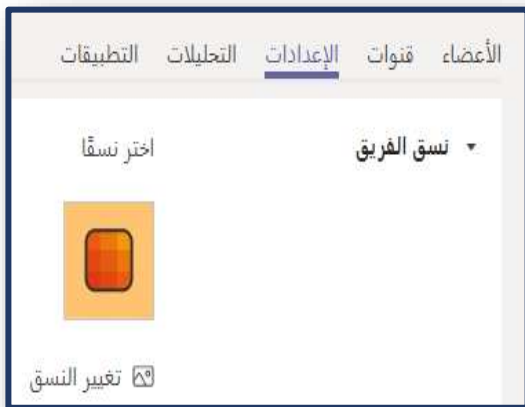 الأعضاء قنوات الإعدادات التحليلات التطبيقات
نسق الفريق
اختر نسقًا
تغيير النسق